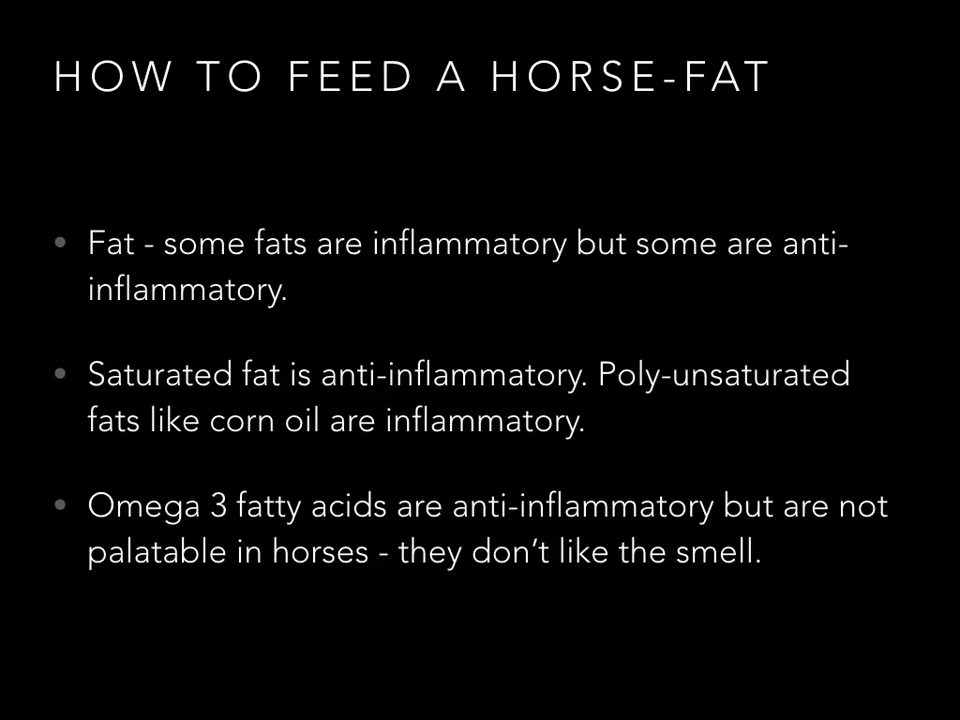 HOW TO FEED A HORSE-FAT
• Fat - some fats are inflammatory but some are anti-
inflammatory.
• Saturated fat is anti-inflammatory. Poly-unsaturated
fats like corn oil are inflammatory.
• Omega 3 fatty acids are anti-inflammatory but are not
palatable in horses - they don’t like the smell.